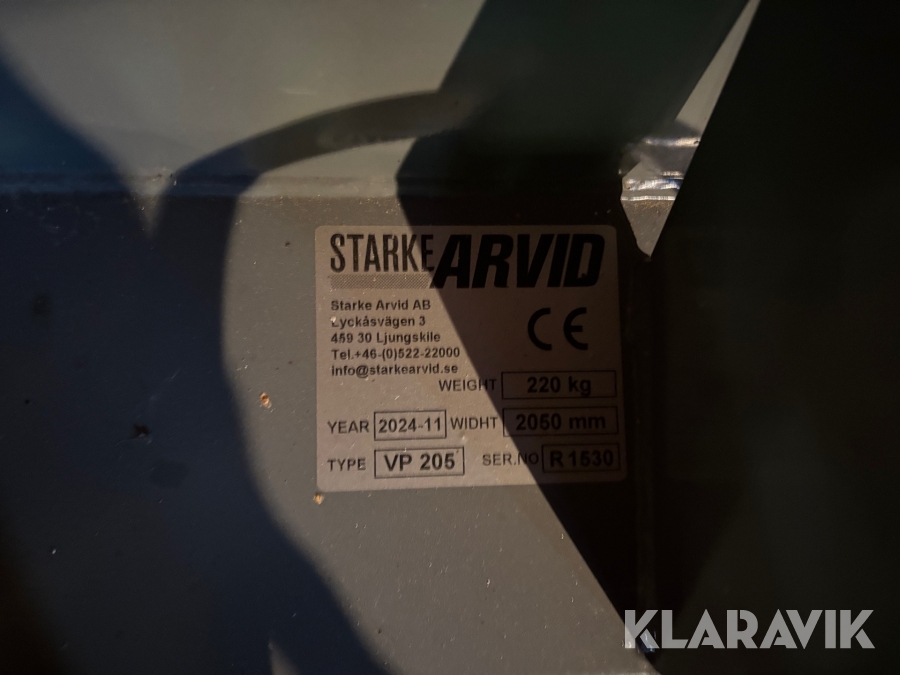 STARKE ARVID
Starke Arvid AB
Lyckåsvägen 3
459 30 Ljungskile
Tel.+46-(0)522-22000
info@starkearvid.se
CE
WEIGHT 220 kg
YEAR 2024-11 WIDHT 2050 mm
TYPE VP 205 SER.NO R 1530
KLARAVIK